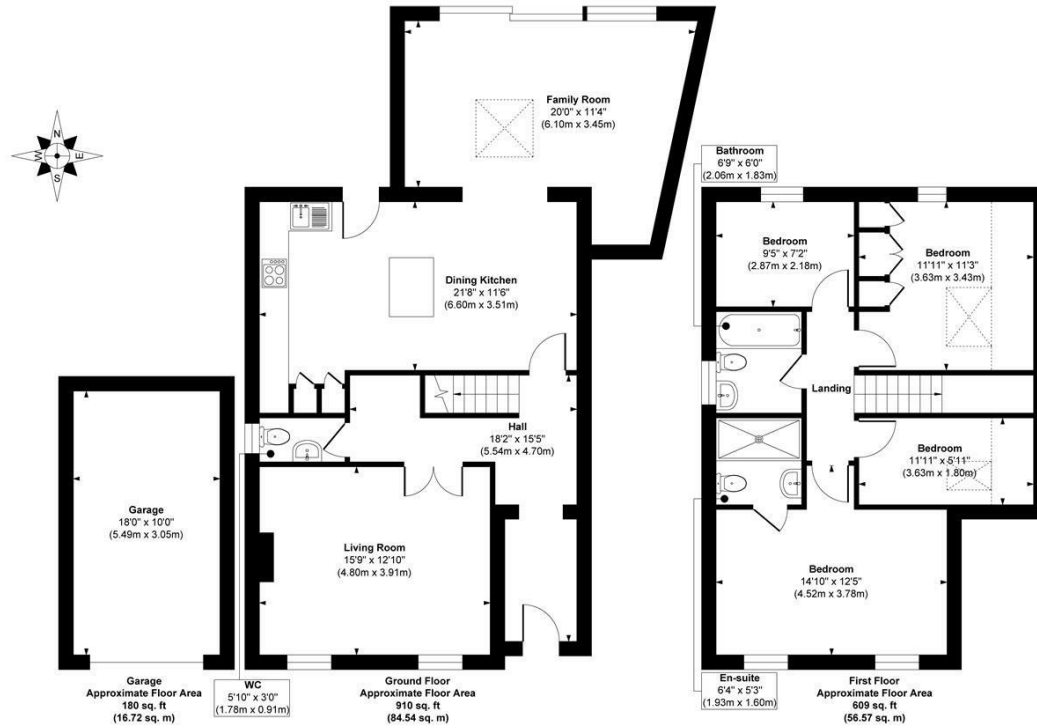 N
W
E
S
Family Room
20'0" x 11'4"
(6.10m x 3.45m)
Dining Kitchen
21'8" x 11'6"
(6.60m x 3.51m)
Hall
18'2" x 15'5"
(5.54m x 4.70m)
Living Room
15'9" x 12'10"
(4.80m x 3.91m)
Garage
18'0" x 10'0"
(5.49m x 3.05m)
Garage
Approximate Floor Area
180 sq. ft
(16.72 sq. m)
WC
5'10" x 3'0"
(1.78m x 0.91m)
Ground Floor
Approximate Floor Area
910 sq. ft
(84.54 sq. m)
Bathroom
6'9" x 6'0"
(2.06m x 1.83m)
Bedroom
9'5" x 7'2"
(2.87m x 2.18m)
Bedroom
11'11" x 11'3"
(3.63m x 3.43m)
Landing
Bedroom
11'11" x 5'11"
(3.63m x 1.80m)
Bedroom
14'10" x 12'5"
(4.52m x 3.78m)
En-suite
6'4" x 5'3"
(1.93m x 1.60m)
First Floor
Approximate Floor Area
609 sq. ft
(56.57 sq. m)